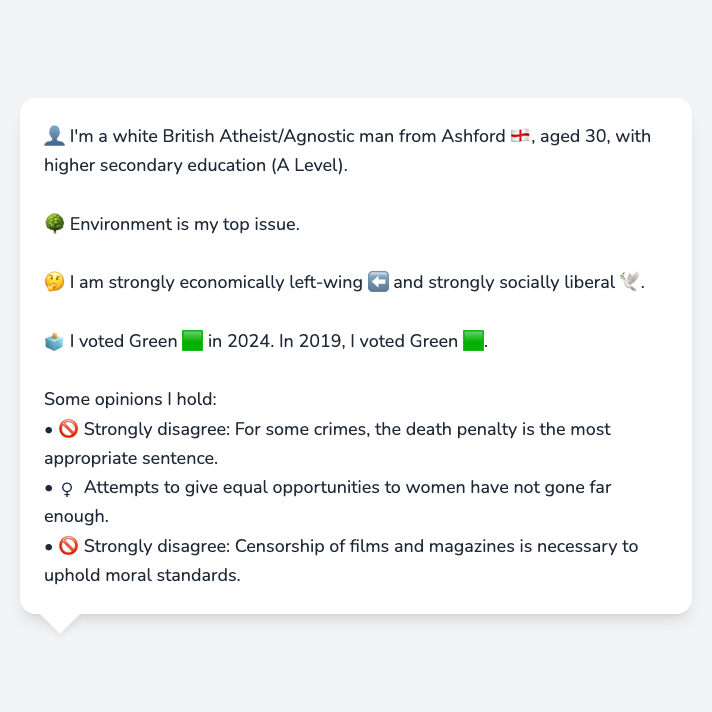 👤 I'm a white British Atheist/Agnostic man from Ashford 🏴󠁧󠁢󠁥󠁮󠁧󠁿, aged 30, with
higher secondary education (A Level).
🌳 Environment is my top issue.
🤔 I am strongly economically left-wing ⬅️ and strongly socially liberal 🕊️.
🗳️ I voted Green 🟩 in 2024. In 2019, I voted Green 🟩.
Some opinions I hold:
• 🚫 Strongly disagree: For some crimes, the death penalty is the most
appropriate sentence.
• ♀ Attempts to give equal opportunities to women have not gone far
enough.
• 🚫 Strongly disagree: Censorship of films and magazines is necessary to
uphold moral standards.